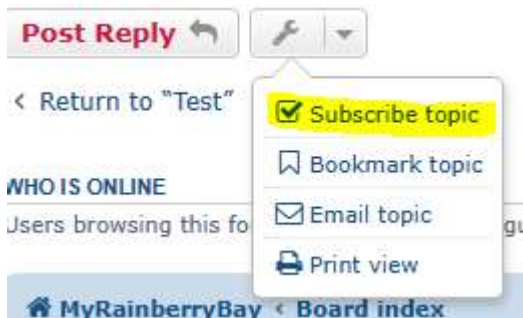 Post Reply
Return to "Test"
Subscribe topic
Bookmark topic
Email topic
Print view
WHO IS ONLINE
Users browsing this fo
MyRainberryBay ‹ Board index